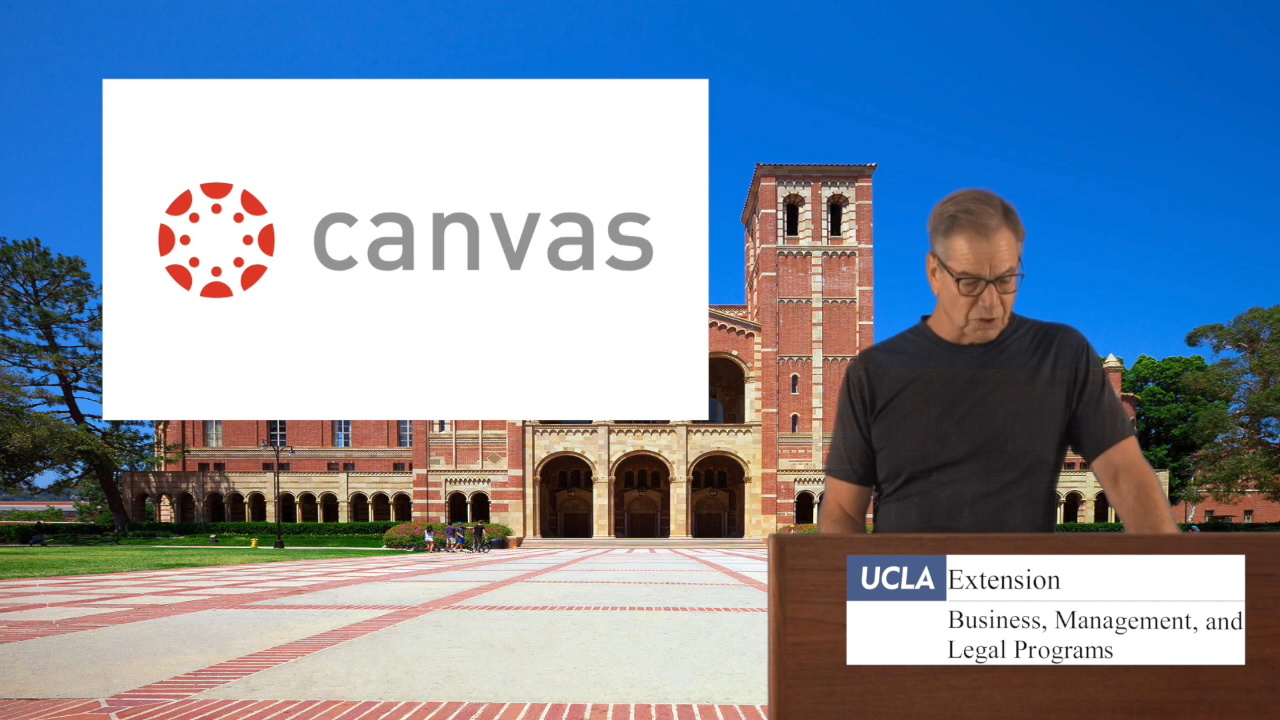 canvas
UCLA Extension
Business, Management, and
Legal Programs